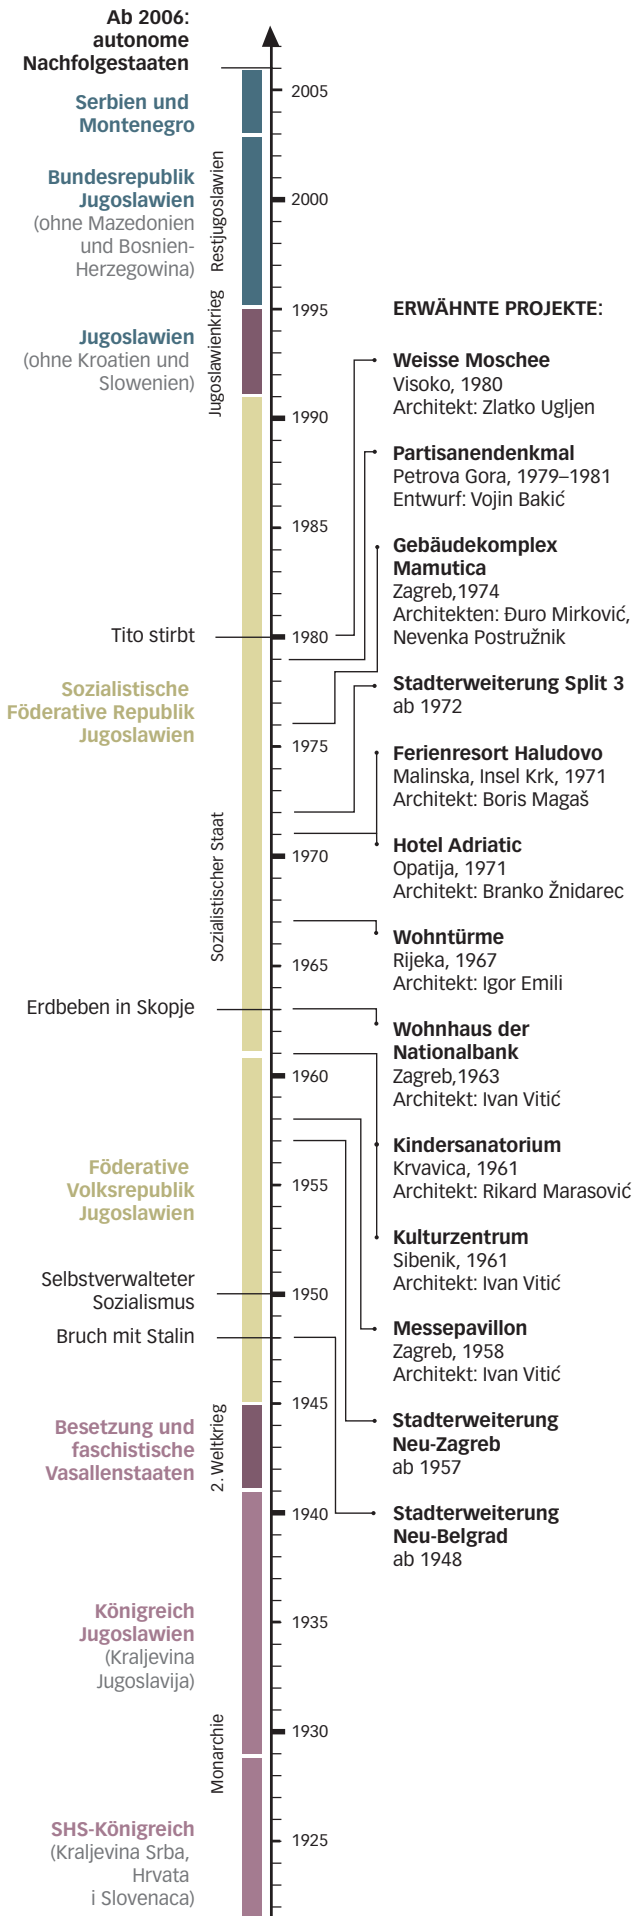 Ab 2006:
autonome
Nachfolgestaaten
Serbien und
Montenegro
Bundesrepublik
Jugoslawien
(ohne Mazedonien
und Bosnien-
Herzegowina)
Jugoslawien
(ohne Kroatien und
Slowenien)
Tito stirbt
Sozialistische
Föderative Republik
Jugoslawien
Erdbeben in Skopje
Föderative
Volksrepublik
Jugoslawien
Selbstverwalteter
Sozialismus
Bruch mit Stalin
Besetzung und
faschistische
Vasallenstaaten
Königreich
Jugoslawien
(Kraljevina
Jugoslavija)
SHS-Königreich
(Kraljevina Srba,
Hrvata
i Slovenaca)
Restjugoslawien
Jugoslawienkrieg
Sozialistischer Staat
2. Weltkrieg
Monarchie
2005
2000
1995
1990
1985
1980
1975
1970
1965
1960
1955
1950
1945
1940
1935
1930
1925
ERWÄHNTE PROJEKTE:
Weisse Moschee
Visoko, 1980
Architekt: Zlatko Ugljen
Partisanendenkmal
Petrova Gora, 1979–1981
Entwurf: Vojin Bakić
Gebäudekomplex
Mamutica
Zagreb,1974
Architekten: Đuro Mirković,
Nevenka Postružnik
Stadterweiterung Split 3
ab 1972
Ferienresort Haludovo
Malinska, Insel Krk, 1971
Architekt: Boris Magaš
Hotel Adriatic
Opatija, 1971
Architekt: Branko Žnidarec
Wohntürme
Rijeka, 1967
Architekt: Igor Emili
Wohnhaus der
Nationalbank
Zagreb,1963
Architekt: Ivan Vitić
Kindersanatorium
Krvavica, 1961
Architekt: Rikard Marasović
Kulturzentrum
Sibenik, 1961
Architekt: Ivan Vitić
Messepavillon
Zagreb, 1958
Architekt: Ivan Vitić
Stadterweiterung
Neu-Zagreb
ab 1957
Stadterweiterung
Neu-Belgrad
ab 1948